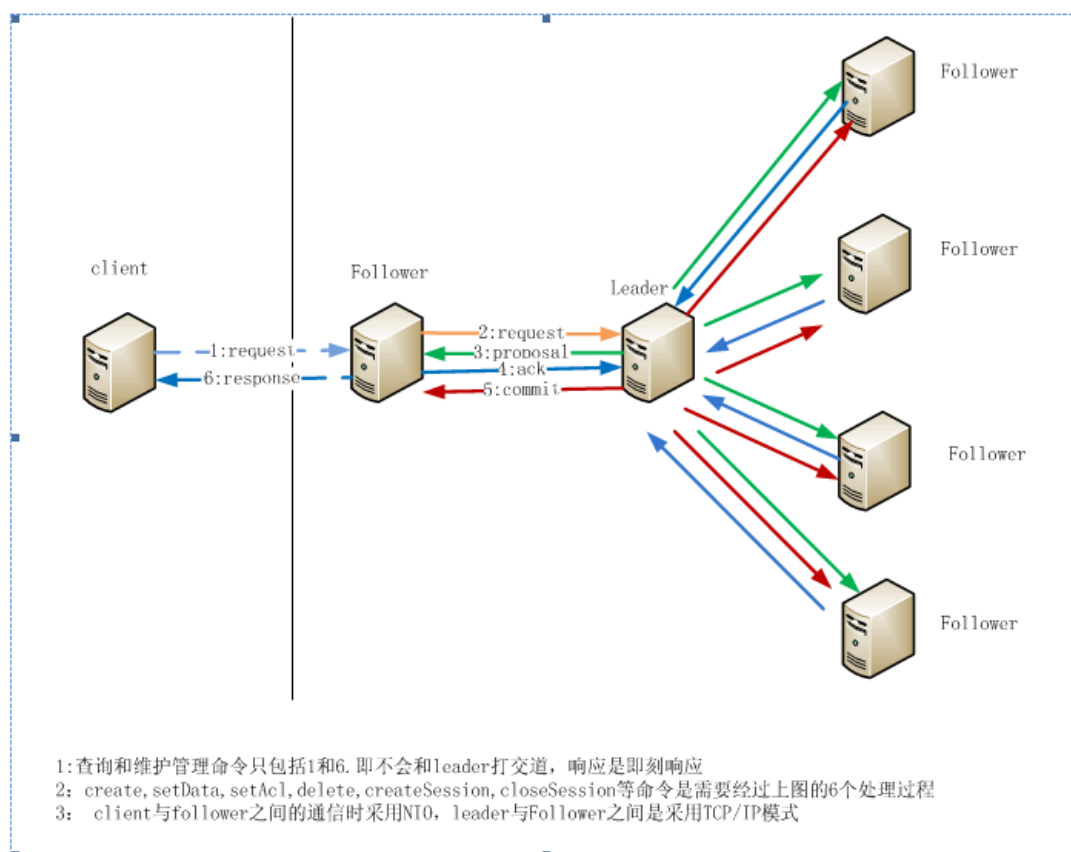 Follower
Follower
client
Follower
Leader
1:request
2:request
3:proposal
6:response
4:ack
5:commit
Follower
Follower
1:查询和维护管理命令只包括1和6.即不会和leader打交道，响应是即刻响应
2：create,setData,setAcl,delete,createSession,closeSession等命令是需要经过上图的6个处理过程
3： client与follower之间的通信时采用NIO，leader与Follower之间是采用TCP/IP模式